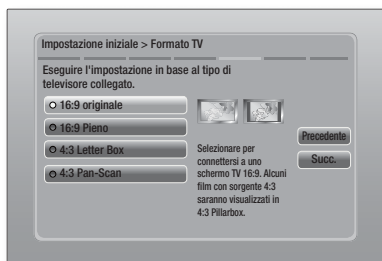 Impostazione iniziale > Formato TV
Eseguire l'impostazione in base al tipo di
televisore collegato.
16:9 originale
16:9 Pieno
4:3 Letter Box
4:3 Pan-Scan
Selezionare per
connettersi a uno
schermo TV 16:9. Alcuni
film con sorgente 4:3
saranno visualizzati in
4:3 Pillarbox.
Precedente
Succ.